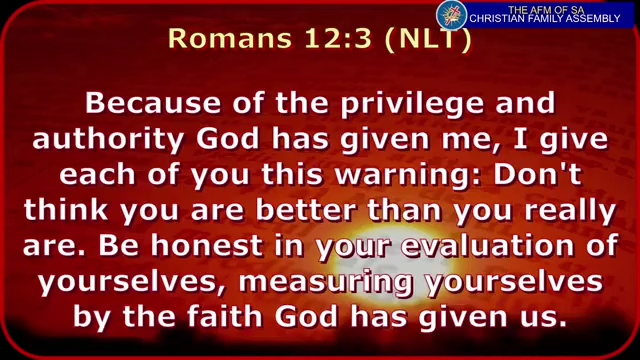 THE AFM OF SA
CHRISTIAN FAMILY ASSEMBLY
Romans 12:3 (NLT)
Because of the privilege and
authority God has given me, I give
each of you this warning: Don't
think you are better than you really
are. Be honest in your evaluation of
yourselves, measuring yourselves
by the faith God has given us.